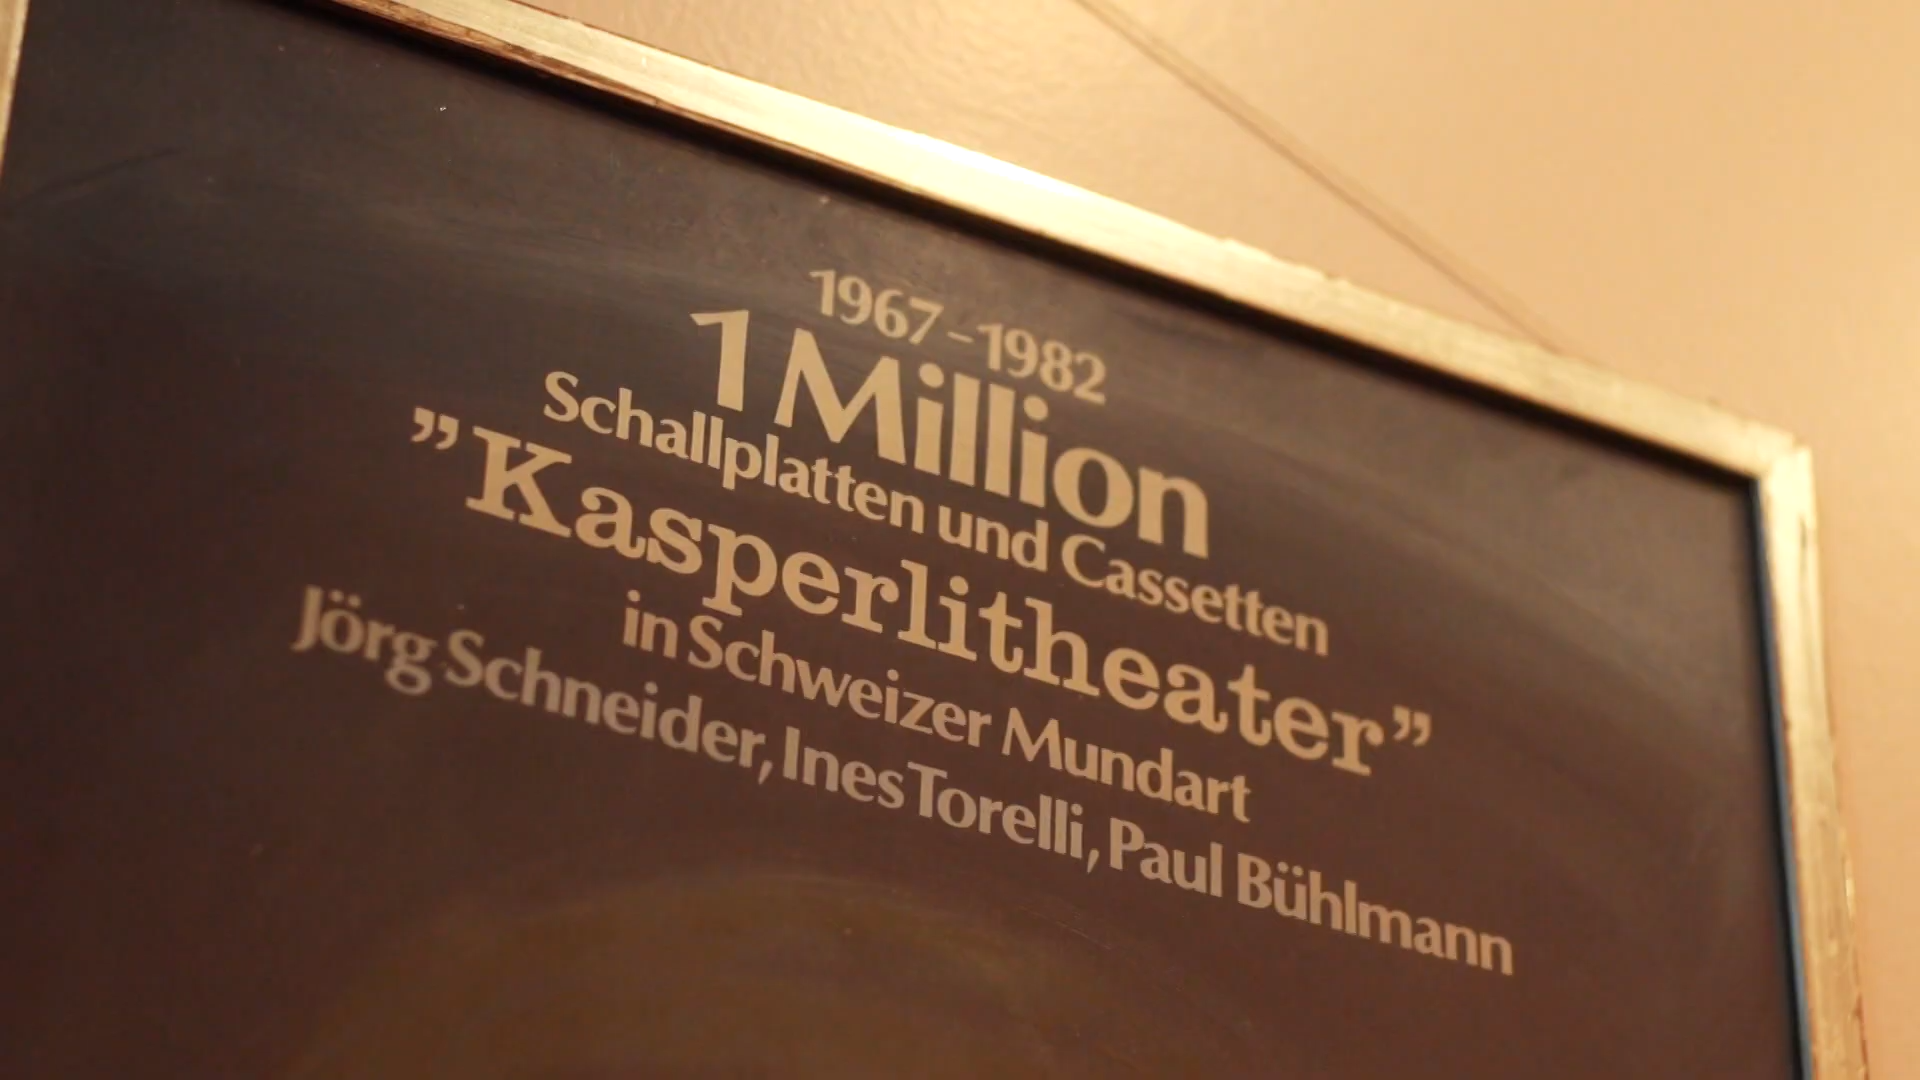 1967–1982
1 Million
Schallplatten und Cassetten
”Kasperlitheater”
in Schweizer Mundart
Jörg Schneider, Ines Torelli, Paul Bühlmann